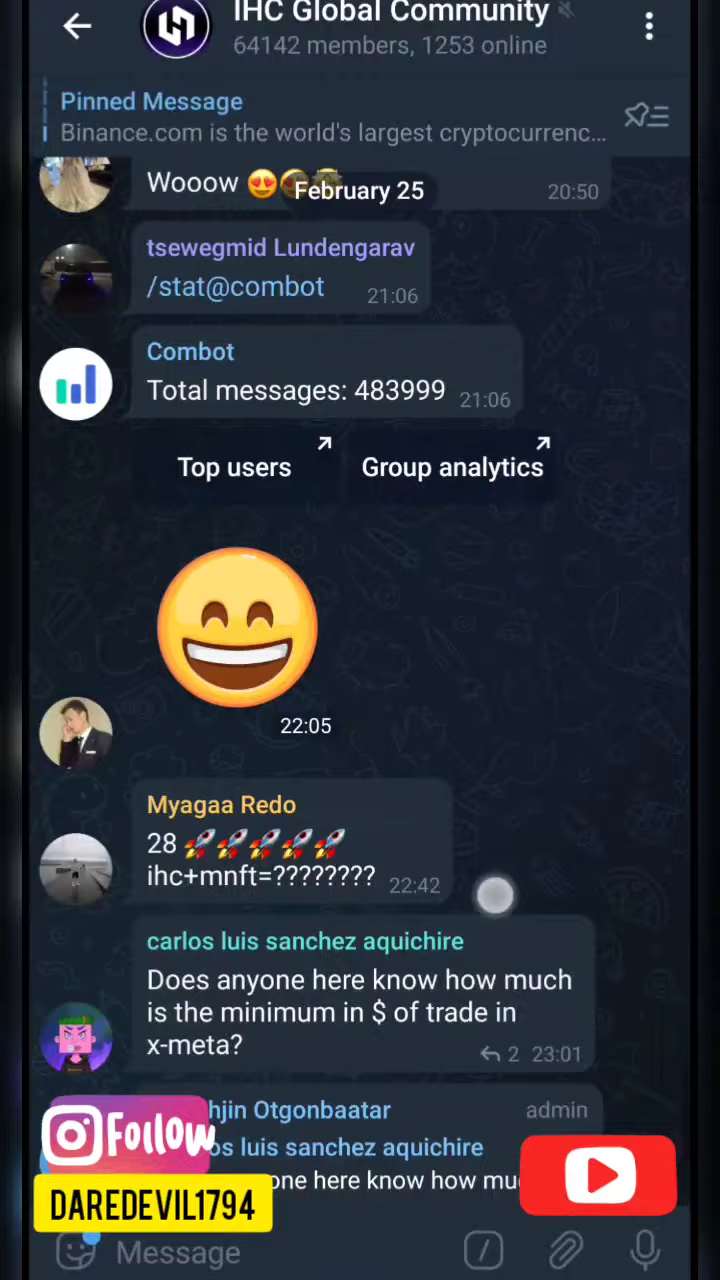 IHC Global Community
64142 members, 1253 online
Pinned Message
Binance.com is the world's largest cryptocurrenc...
Wooow 😍
20:50
February 25
tsewegmid Lundengarav
/stat@combot
21:06
Combot
Total messages: 483999
21:06
Top users
Group analytics
22:05
Myagaa Redo
28 🚀🚀🚀🚀🚀
ihc+mnft=????????
22:42
carlos luis sanchez aquichire
Does anyone here know how much
is the minimum in $ of trade in
x-meta?
2 23:01
hjin Otgonbaatar
admin
os luis sanchez aquichire
one here know how mu
Follow
DAREDEVIL1794
Message